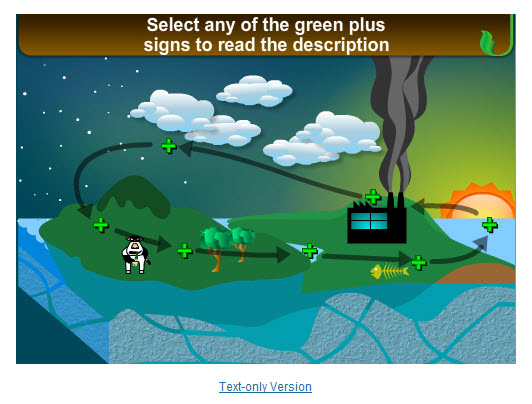 Select any of the green plus
signs to read the description
Text-only Version